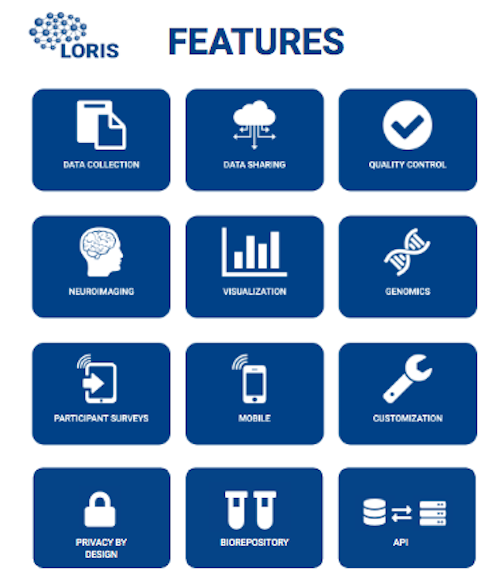 LORIS
FEATURES
DATA COLLECTION
DATA SHARING
QUALITY CONTROL
NEUROIMAGING
VISUALIZATION
GENOMICS
PARTICIPANT SURVEYS
MOBILE
CUSTOMIZATION
PRIVACY BY
DESIGN
BIOREPOSITORY
API